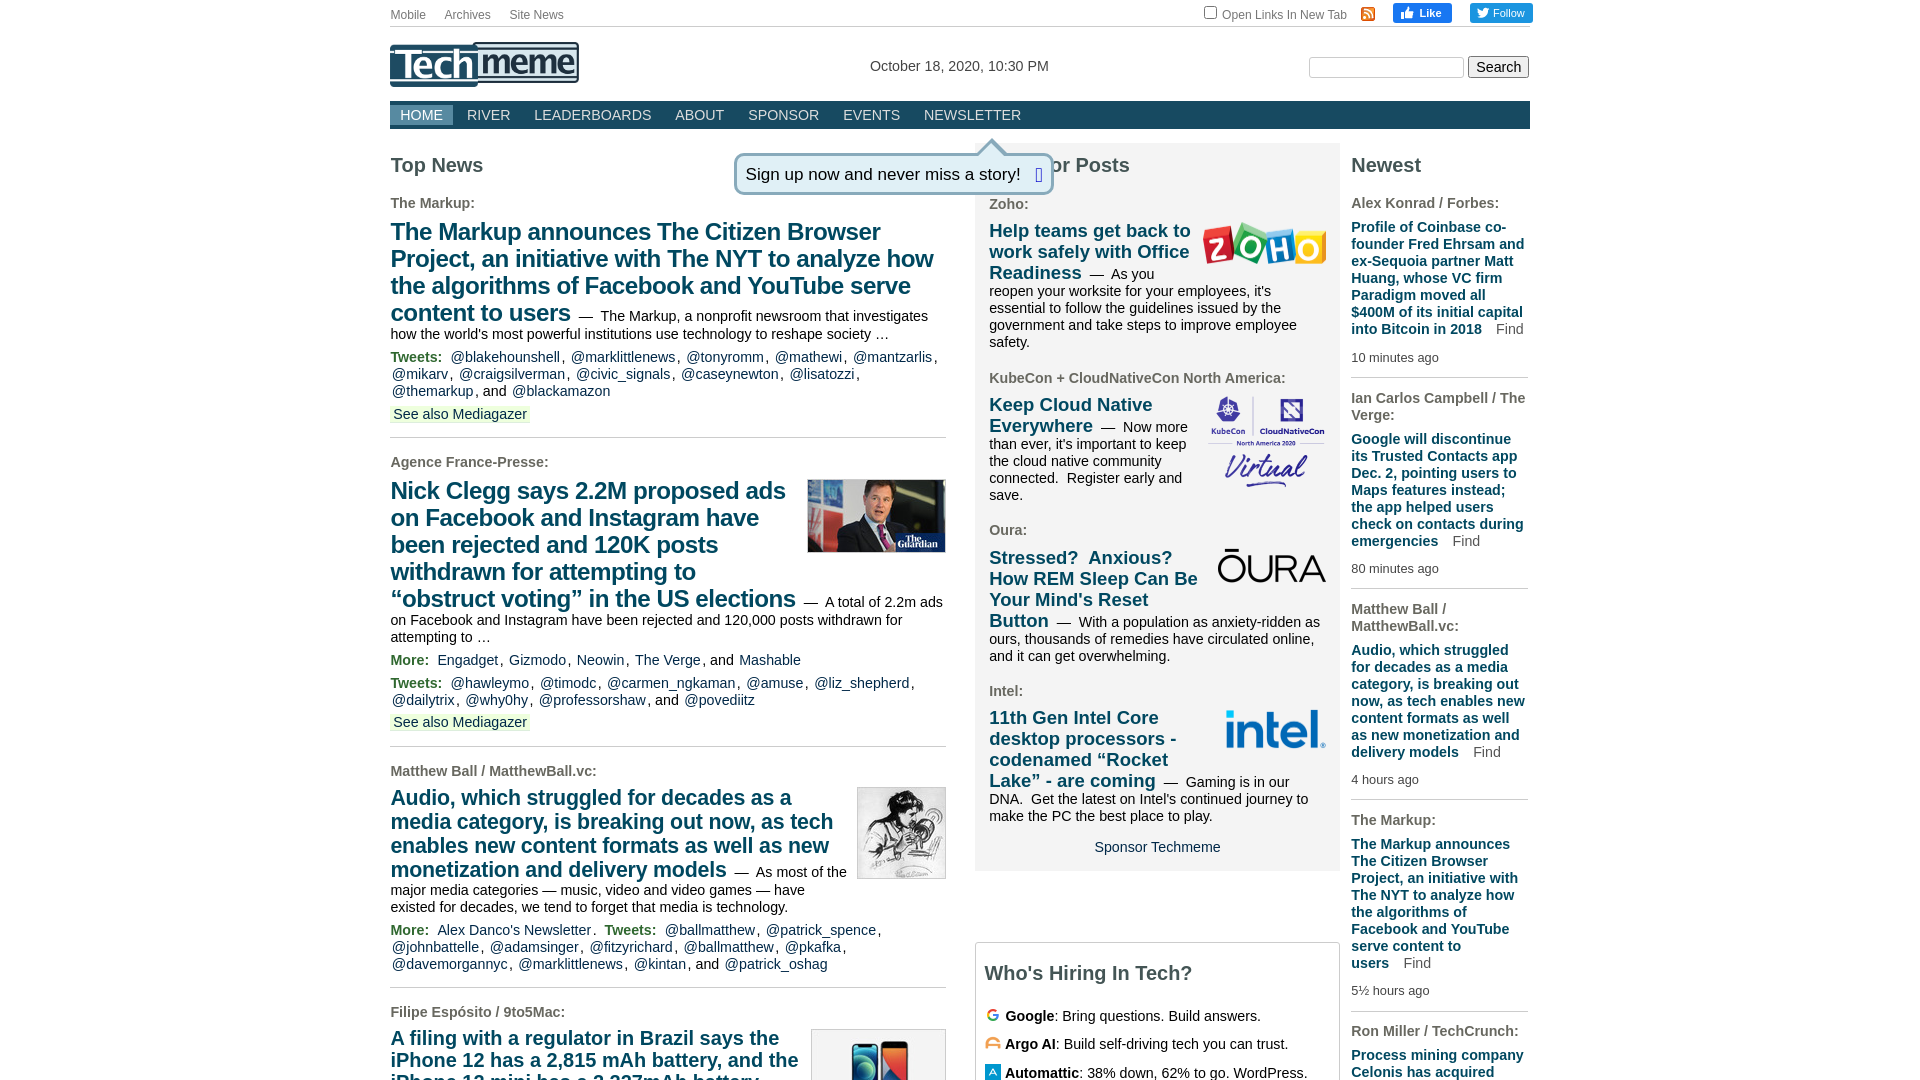 Mobile Archives Site News
Open Links In New Tab Like Follow
Techmeme
October 18, 2020, 10:30 PM
Search
HOME RIVER LEADERBOARDS ABOUT SPONSOR EVENTS NEWSLETTER
Sign up now and never miss a story!
Top News
The Markup:
The Markup announces The Citizen Browser
Project, an initiative with The NYT to analyze how
the algorithms of Facebook and YouTube serve
content to users — The Markup, a nonprofit newsroom that investigates
how the world's most powerful institutions use technology to reshape society …
Tweets: @blakehounshell, @marklittlenews, @tonyromm, @mathewi, @mantzarlis,
@mikarv, @craigsilverman, @civic_signals, @caseynewton, @lisatozzi,
@themarkup, and @blackamazon
See also Mediagazer
Agence France-Presse:
Nick Clegg says 2.2M proposed ads
on Facebook and Instagram have
been rejected and 120K posts
withdrawn for attempting to
“obstruct voting” in the US elections — A total of 2.2m ads
on Facebook and Instagram have been rejected and 120,000 posts withdrawn for
attempting to …
The Guardian
More: Engadget, Gizmodo, Neowin, The Verge, and Mashable
Tweets: @hawleymo, @timodc, @carmen_ngkaman, @amuse, @liz_shepherd,
@dailytrix, @why0hy, @professorshaw, and @povediitz
See also Mediagazer
Matthew Ball / MatthewBall.vc:
Audio, which struggled for decades as a
media category, is breaking out now, as tech
enables new content formats as well as new
monetization and delivery models — As most of the
major media categories — music, video and video games — have
existed for decades, we tend to forget that media is technology.
More: Alex Danco's Newsletter. Tweets: @ballmatthew, @patrick_spence,
@johnbattelle, @adamsinger, @fitzyrichard, @ballmatthew, @pkafka,
@davemorgannyc, @marklittlenews, @kintan, and @patrick_oshag
Filipe Espósito / 9to5Mac:
A filing with a regulator in Brazil says the
iPhone 12 has a 2,815 mAh battery, and the
iPhone 12 mini has a 2,227mAh battery
or Posts
Zoho:
Help teams get back to
work safely with Office
Readiness — As you
reopen your worksite for your employees, it's
essential to follow the guidelines issued by the
government and take steps to improve employee
safety.
ZOHO
KubeCon + CloudNativeCon North America:
Keep Cloud Native
Everywhere — Now more
than ever, it's important to keep
the cloud native community
connected. Register early and
save.
KubeCon CloudNativeCon
North America 2020
Virtual
Oura:
Stressed? Anxious?
How REM Sleep Can Be
Your Mind's Reset
Button — With a population as anxiety-ridden as
ours, thousands of remedies have circulated online,
and it can get overwhelming.
ŌURA
Intel:
11th Gen Intel Core
desktop processors -
codenamed “Rocket
Lake” - are coming — Gaming is in our
DNA. Get the latest on Intel's continued journey to
make the PC the best place to play.
intel.
Sponsor Techmeme
Who's Hiring In Tech?
Google: Bring questions. Build answers.
Argo AI: Build self-driving tech you can trust.
Automattic: 38% down, 62% to go. WordPress.
Newest
Alex Konrad / Forbes:
Profile of Coinbase co-
founder Fred Ehrsam and
ex-Sequoia partner Matt
Huang, whose VC firm
Paradigm moved all
$400M of its initial capital
into Bitcoin in 2018 Find
10 minutes ago
Ian Carlos Campbell / The
Verge:
Google will discontinue
its Trusted Contacts app
Dec. 2, pointing users to
Maps features instead;
the app helped users
check on contacts during
emergencies Find
80 minutes ago
Matthew Ball /
MatthewBall.vc:
Audio, which struggled
for decades as a media
category, is breaking out
now, as tech enables new
content formats as well
as new monetization and
delivery models Find
4 hours ago
The Markup:
The Markup announces
The Citizen Browser
Project, an initiative with
The NYT to analyze how
the algorithms of
Facebook and YouTube
serve content to
users Find
5½ hours ago
Ron Miller / TechCrunch:
Process mining company
Celonis has acquired